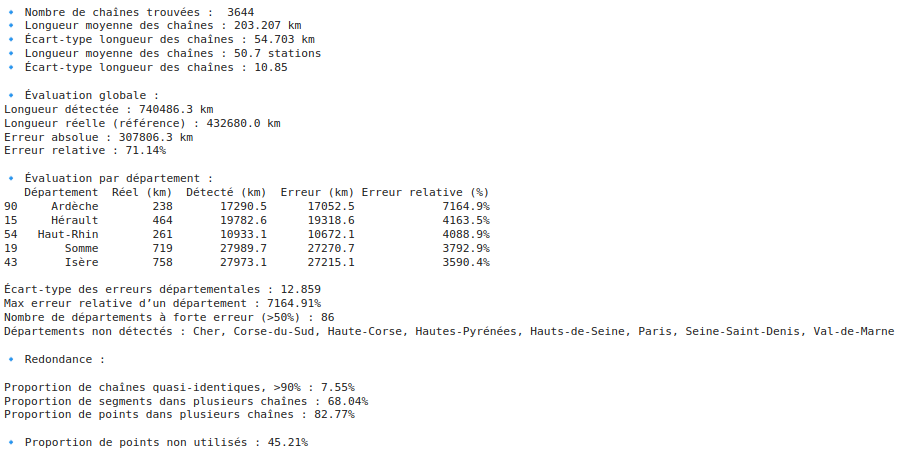 🔹 Nombre de chaînes trouvées :  3644
🔹 Longueur moyenne des chaînes : 203.207 km
🔹 Écart-type longueur des chaînes : 54.703 km
🔹 Longueur moyenne des chaînes : 50.7 stations
🔹 Écart-type longueur des chaînes : 10.85
🔹 Évaluation globale :
Longueur détectée : 740486.3 km
Longueur réelle (référence) : 432680.0 km
Erreur absolue : 307806.3 km
Erreur relative : 71.14%
🔹 Évaluation par département :
Département  Réel (km)  Détecté (km)  Erreur (km) Erreur relative (%)
90     Ardèche        238       17290.5      17052.5             7164.9%
15     Hérault        464       19782.6      19318.6             4163.5%
54   Haut-Rhin        261       10933.1      10672.1             4088.9%
19       Somme        719       27989.7      27270.7             3792.9%
43       Isère        758       27973.1      27215.1             3590.4%
Écart-type des erreurs départementales : 12.859
Max erreur relative d’un département : 7164.91%
Nombre de départements à forte erreur (>50%) : 86
Départements non détectés : Cher, Corse-du-Sud, Haute-Corse, Hautes-Pyrénées, Hauts-de-Seine, Paris, Seine-Saint-Denis, Val-de-Marne
🔹 Redondance :
Proportion de chaînes quasi-identiques, >90% : 7.55%
Proportion de segments dans plusieurs chaînes : 68.04%
Proportion de points dans plusieurs chaînes : 82.77%
🔹 Proportion de points non utilisés : 45.21%